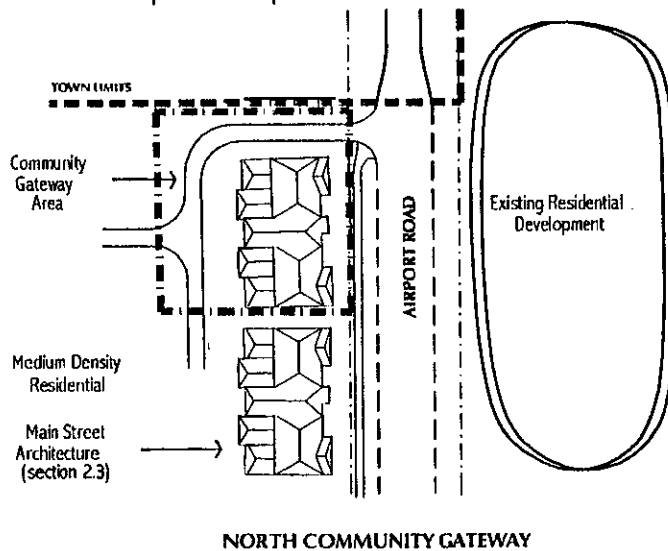 TOWN LIMITS
Community
Gateway
Area
Existing Residential
Development
AIRPORT ROAD
Medium Density
Residential
Main Street
Architecture
(section 2.3)
NORTH COMMUNITY GATEWAY